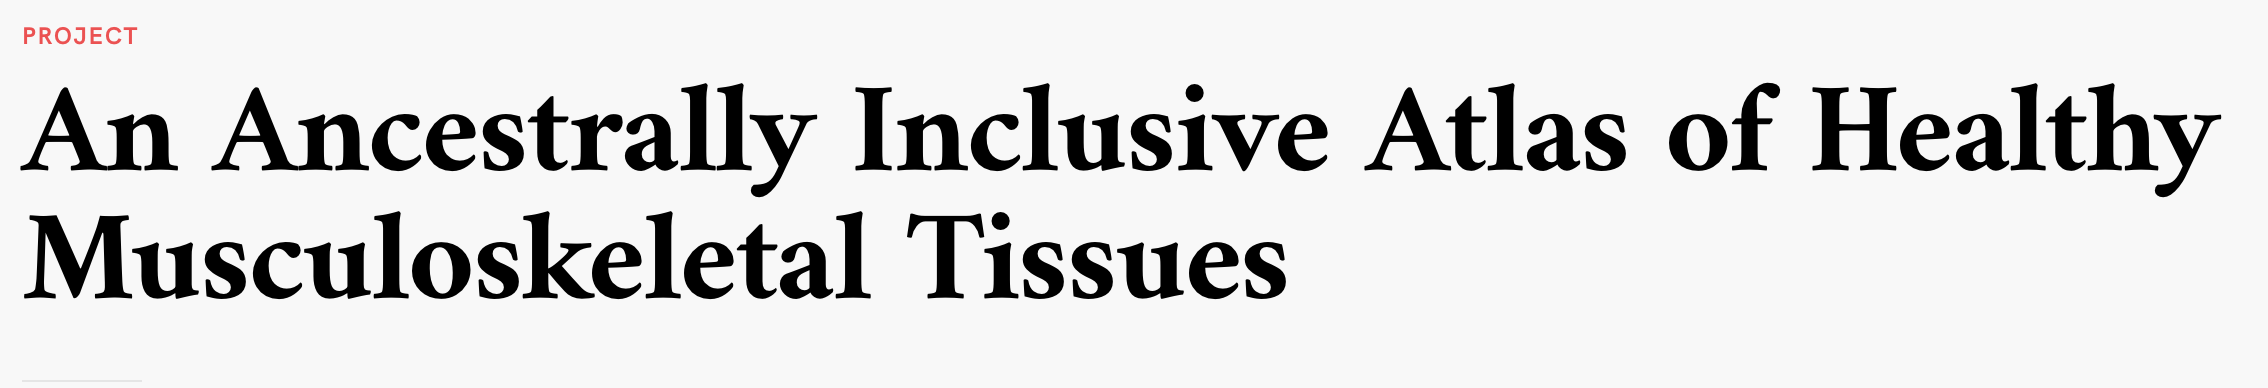 PROJECT
An Ancestrally Inclusive Atlas of Healthy
Musculoskeletal Tissues